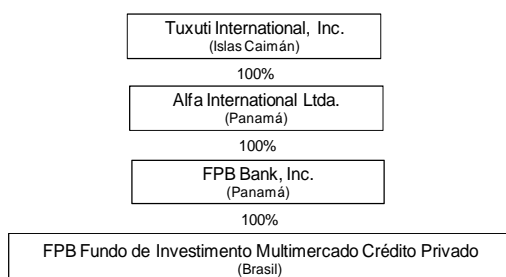 Tuxuti International, Inc.
(Islas Caimán)
100%
Alfa International Ltda.
(Panamá)
100%
FPB Bank, Inc.
(Panamá)
100%
FPB Fundo de Investimento Multimercado Crédito Privado
(Brasil)